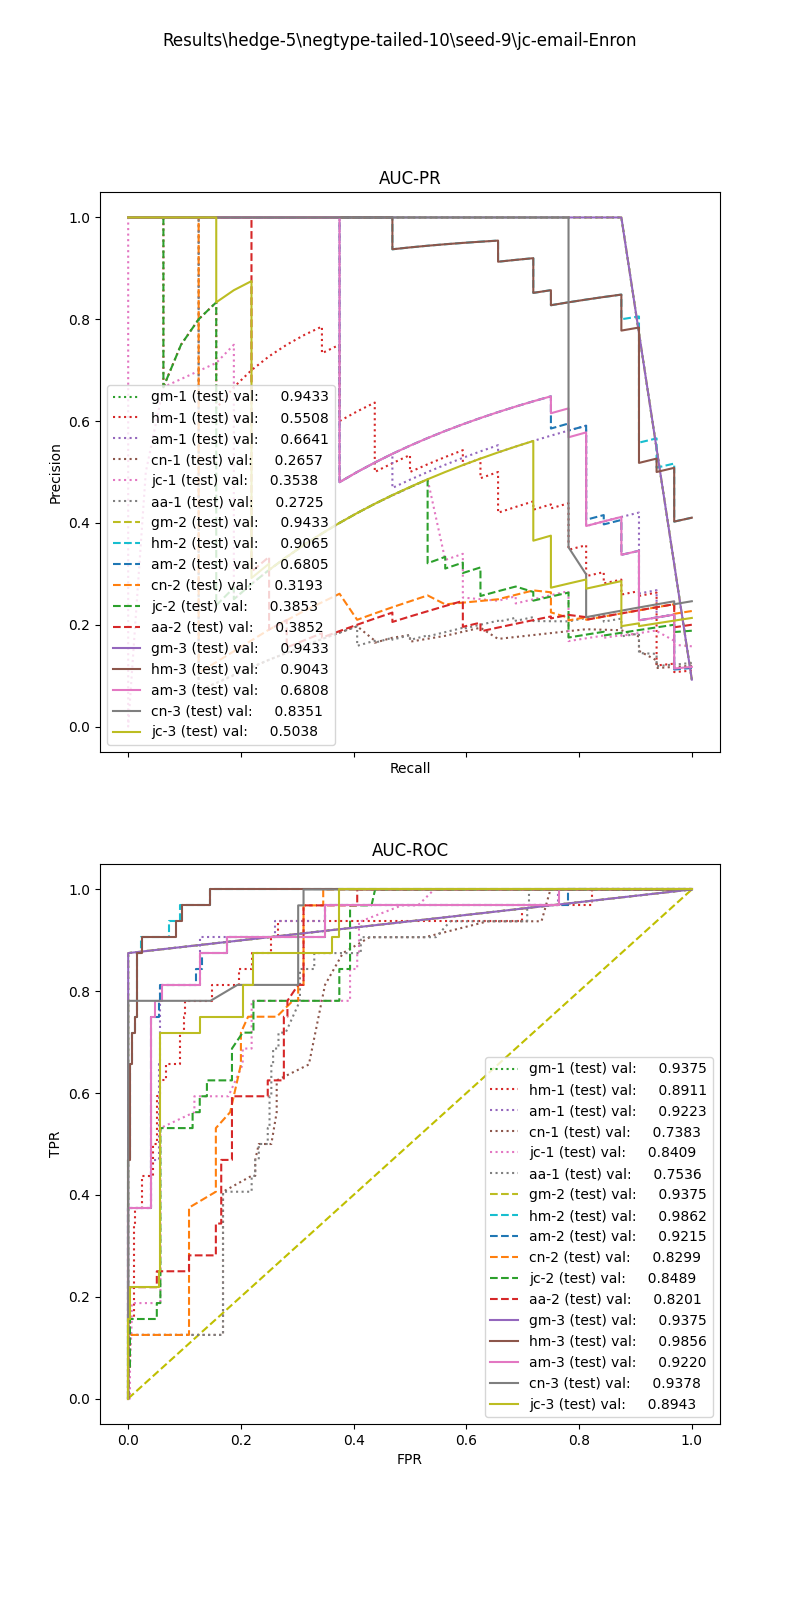 Results\hedge-5\negtype-tailed-10\seed-9\jc-email-Enron
AUC-PR
1.0
0.8
0.6
0.4
0.2
0.0
Precision
gm-1 (test) val: 0.9433
hm-1 (test) val: 0.5508
am-1 (test) val: 0.6641
cn-1 (test) val: 0.2657
jc-1 (test) val: 0.3538
aa-1 (test) val: 0.2725
gm-2 (test) val: 0.9433
hm-2 (test) val: 0.9065
am-2 (test) val: 0.6805
cn-2 (test) val: 0.3193
jc-2 (test) val: 0.3853
aa-2 (test) val: 0.3852
gm-3 (test) val: 0.9433
hm-3 (test) val: 0.9043
am-3 (test) val: 0.6808
cn-3 (test) val: 0.8351
jc-3 (test) val: 0.5038
Recall
AUC-ROC
1.0
0.8
0.6
0.4
0.2
0.0
TPR
gm-1 (test) val: 0.9375
hm-1 (test) val: 0.8911
am-1 (test) val: 0.9223
cn-1 (test) val: 0.7383
jc-1 (test) val: 0.8409
aa-1 (test) val: 0.7536
gm-2 (test) val: 0.9375
hm-2 (test) val: 0.9862
am-2 (test) val: 0.9215
cn-2 (test) val: 0.8299
jc-2 (test) val: 0.8489
aa-2 (test) val: 0.8201
gm-3 (test) val: 0.9375
hm-3 (test) val: 0.9856
am-3 (test) val: 0.9220
cn-3 (test) val: 0.9378
jc-3 (test) val: 0.8943
0.0 0.2 0.4 0.6 0.8 1.0
FPR